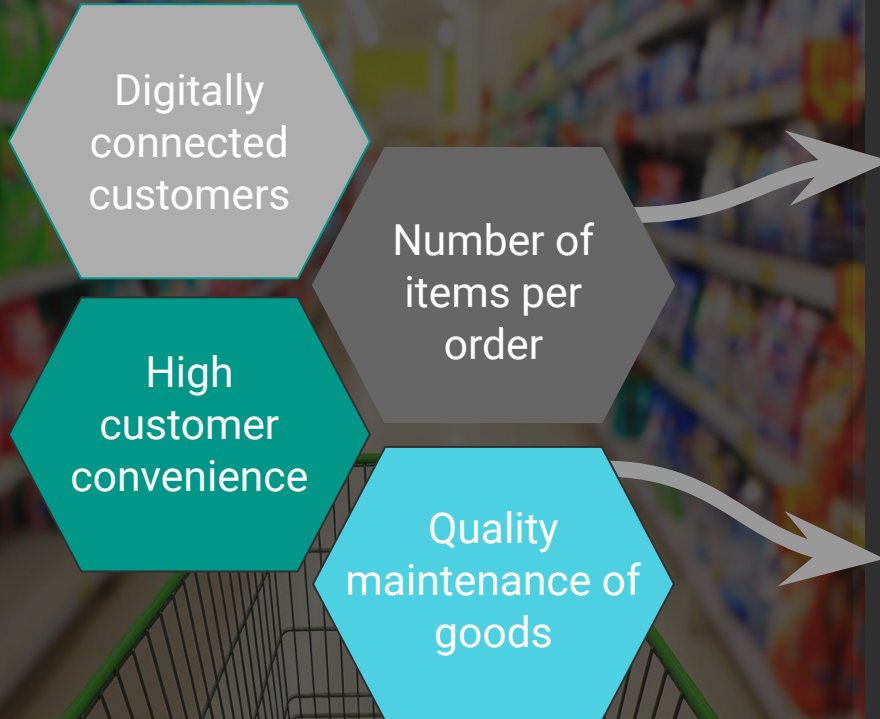 Digitally
connected
customers
Number of
items per
order
High
customer
convenience
Quality
maintenance of
goods